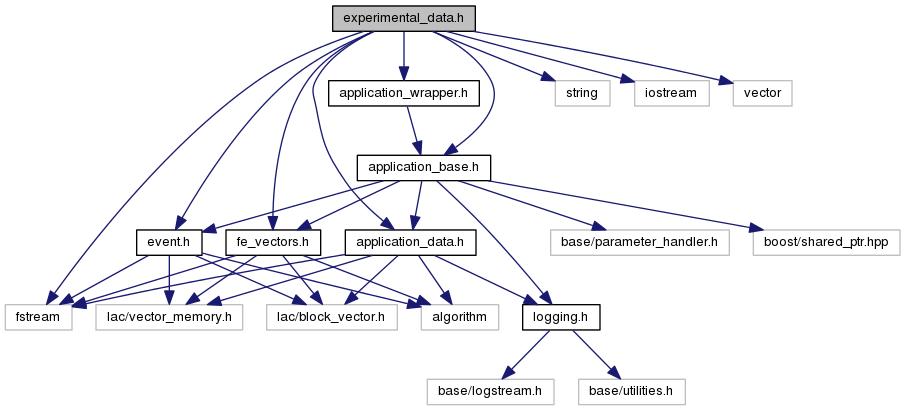 experimental_data.h
application_wrapper.h
string
iostream
vector
application_base.h
event.h
fe_vectors.h
application_data.h
base/parameter_handler.h
boost/shared_ptr.hpp
fstream
lac/vector_memory.h
lac/block_vector.h
algorithm
logging.h
base/logstream.h
base/utilities.h